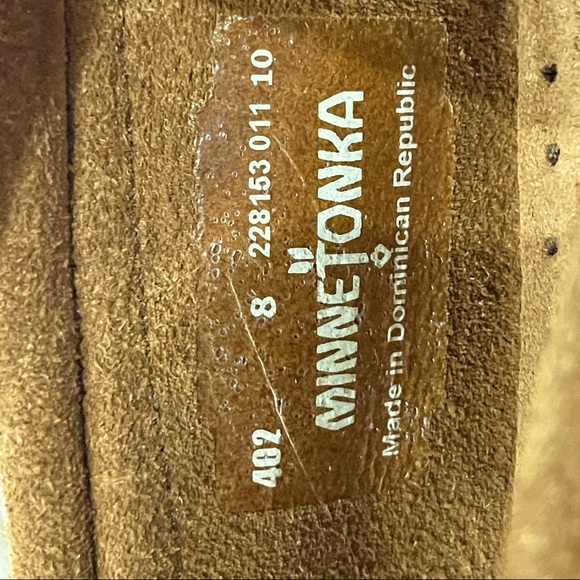 402 8 228153 011 10
MINNETONKA
Made in Dominican Republic